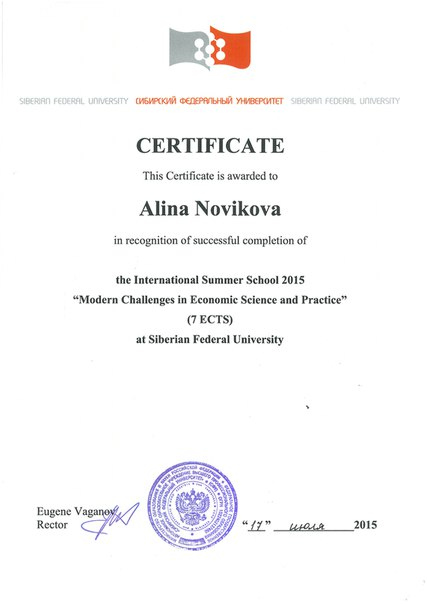 SIBERIAN FEDERAL UNIVERSITY СИБИРСКИЙ ФЕДЕРАЛЬНЫЙ УНИВЕРСИТЕТ SIBERIAN FEDERAL UNIVERSITY
CERTIFICATE
This Certificate is awarded to
Alina Novikova
in recognition of successful completion of
the International Summer School 2015
“Modern Challenges in Economic Science and Practice”
(7 ECTS)
at Siberian Federal University
Eugene Vaganov
Rector
“17” июля 2015